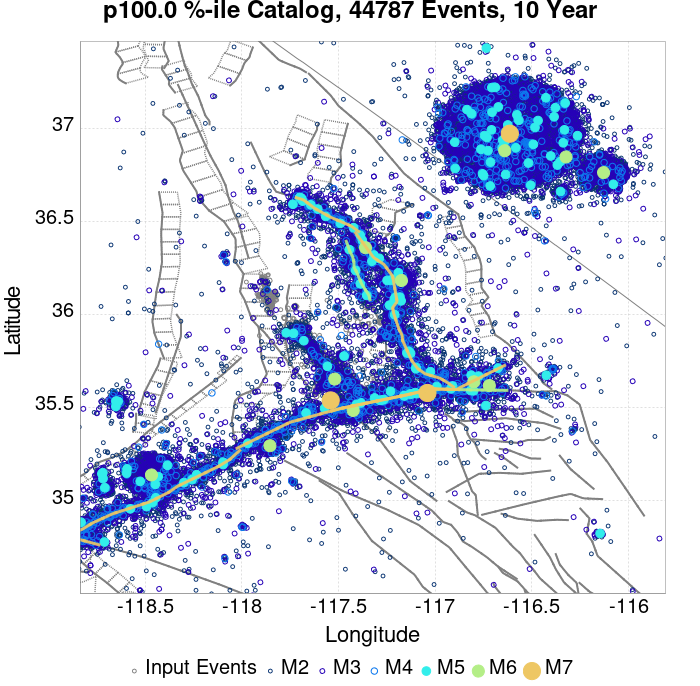 p100.0 %-ile Catalog, 44787 Events, 10 Year
37
36.5
36
35.5
35
Latitude
-118.5 -118 -117.5 -117 -116.5 -116
Longitude
Input Events M2 M3 M4 M5 M6 M7